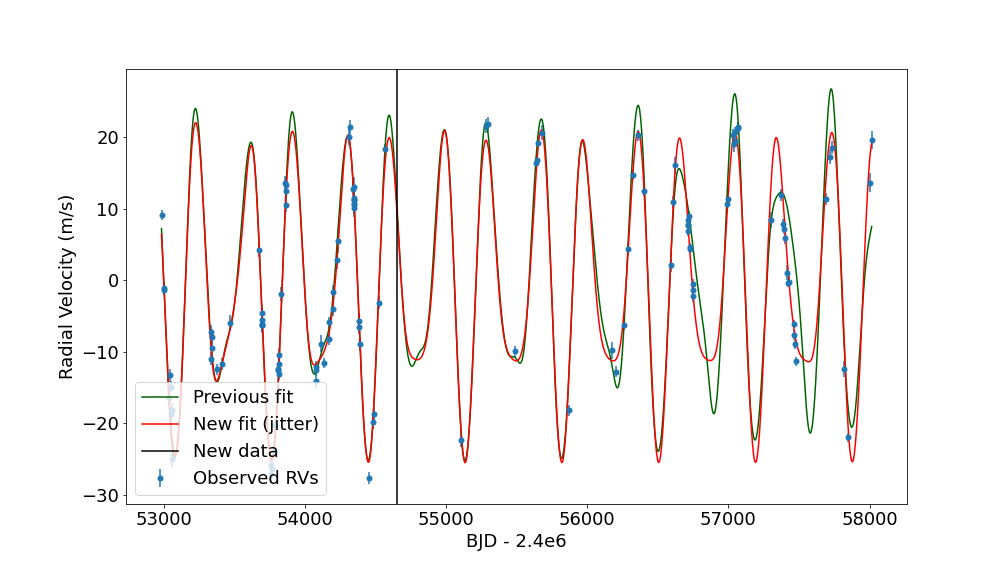 Radial Velocity (m/s)
20
10
0
−10
−20
−30
Previous fit
New fit (jitter)
New data
Observed RVs
53000 54000 55000 56000 57000 58000
BJD - 2.4e6